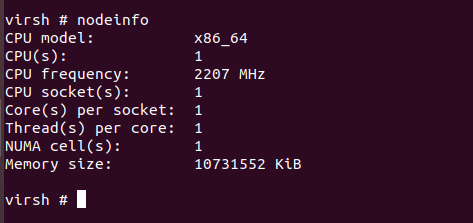 virsh # nodeinfo
CPU model:           x86_64
CPU(s):              1
CPU frequency:       2207 MHz
CPU socket(s):       1
Core(s) per socket:  1
Thread(s) per core:  1
NUMA cell(s):        1
Memory size:         10731552 KiB
virsh #